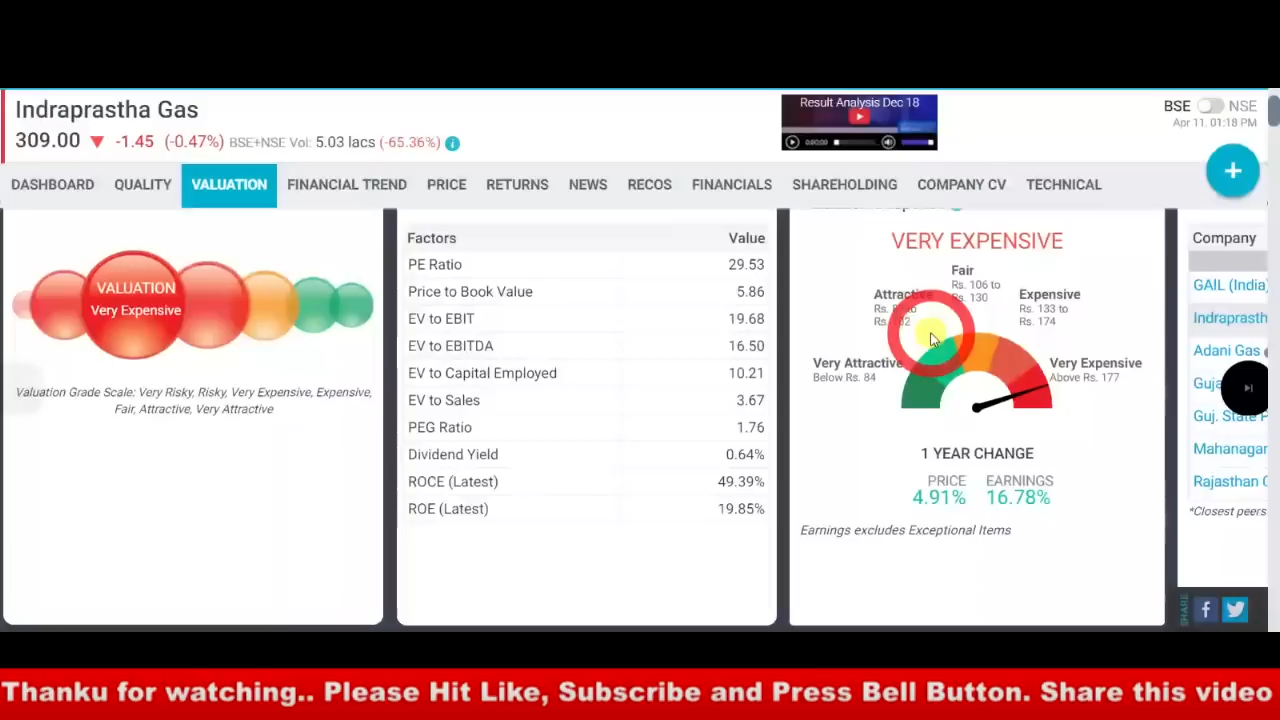 Indraprastha Gas
309.00 ▼ -1.45 (-0.47%) BSE+NSE Vol: 5.03 lacs (-65.36%)
Result Analysis Dec 18
BSE NSE
Apr 11, 01:18 PM
DASHBOARD QUALITY VALUATION FINANCIAL TREND PRICE RETURNS NEWS RECOS FINANCIALS SHAREHOLDING COMPANY CV TECHNICAL
VALUATION
Very Expensive
Valuation Grade Scale: Very Risky, Risky, Very Expensive, Expensive,
Fair, Attractive, Very Attractive
Factors Value
PE Ratio 29.53
Price to Book Value 5.86
EV to EBIT 19.68
EV to EBITDA 16.50
EV to Capital Employed 10.21
EV to Sales 3.67
PEG Ratio 1.76
Dividend Yield 0.64%
ROCE (Latest) 49.39%
ROE (Latest) 19.85%
VERY EXPENSIVE
Fair
Rs. 106 to
Rs. 130
Attractive
Rs. to
Rs.
Expensive
Rs. 133 to
Rs. 174
Very Attractive
Below Rs. 84
Very Expensive
Above Rs. 177
1 YEAR CHANGE
PRICE EARNINGS
4.91% 16.78%
Earnings excludes Exceptional Items
Company
GAIL (India)
Indraprasth
Adani Gas
Guj. State
Mahanagar
Rajasthan
*Closest peers
SHARE
Thanku for watching.. Please Hit Like, Subscribe and Press Bell Button. Share this video